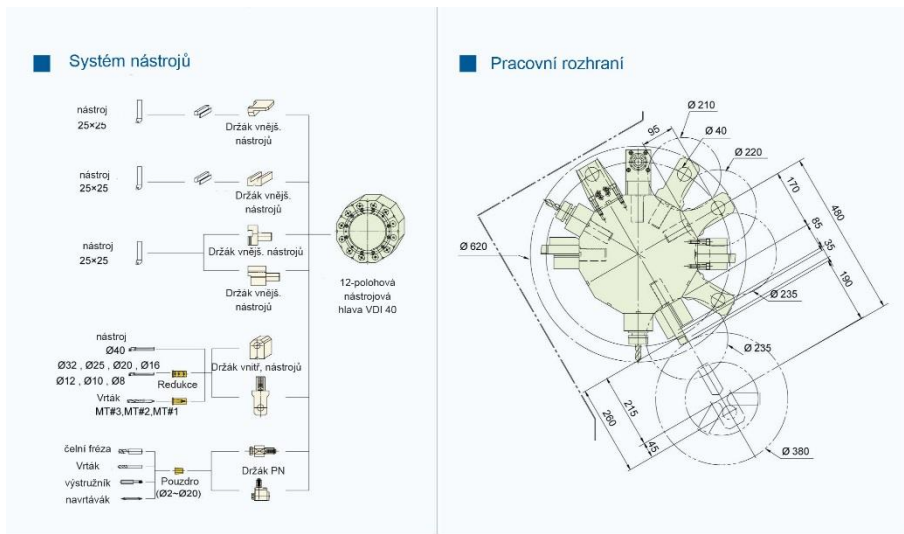 Systém nástrojů
nástroj
25×25
Držák vnějš.
nástrojů
nástroj
25×25
Držák vnějš.
nástrojů
nástroj
25×25
Držák vnějš. nástrojů
Držák vnějš.
nástrojů
12-polohová
nástrojová
hlava VDI 40
nástroj
Ø40
Ø32 , Ø25 , Ø20 , Ø16
Ø12 , Ø10 , Ø8
Redukce
Vrták
MT#3,MT#2,MT#1
Držák vnitř, nástrojů
čelní fréza
Vrták
výstružník
navrtávák
Pouzdro
(Ø2~Ø20)
Držák PN
Pracovní rozhraní
Ø 210
95
Ø 40
Ø 220
170
480
85
35
190
Ø 620
Ø 235
Ø 235
215
260
45
Ø 380